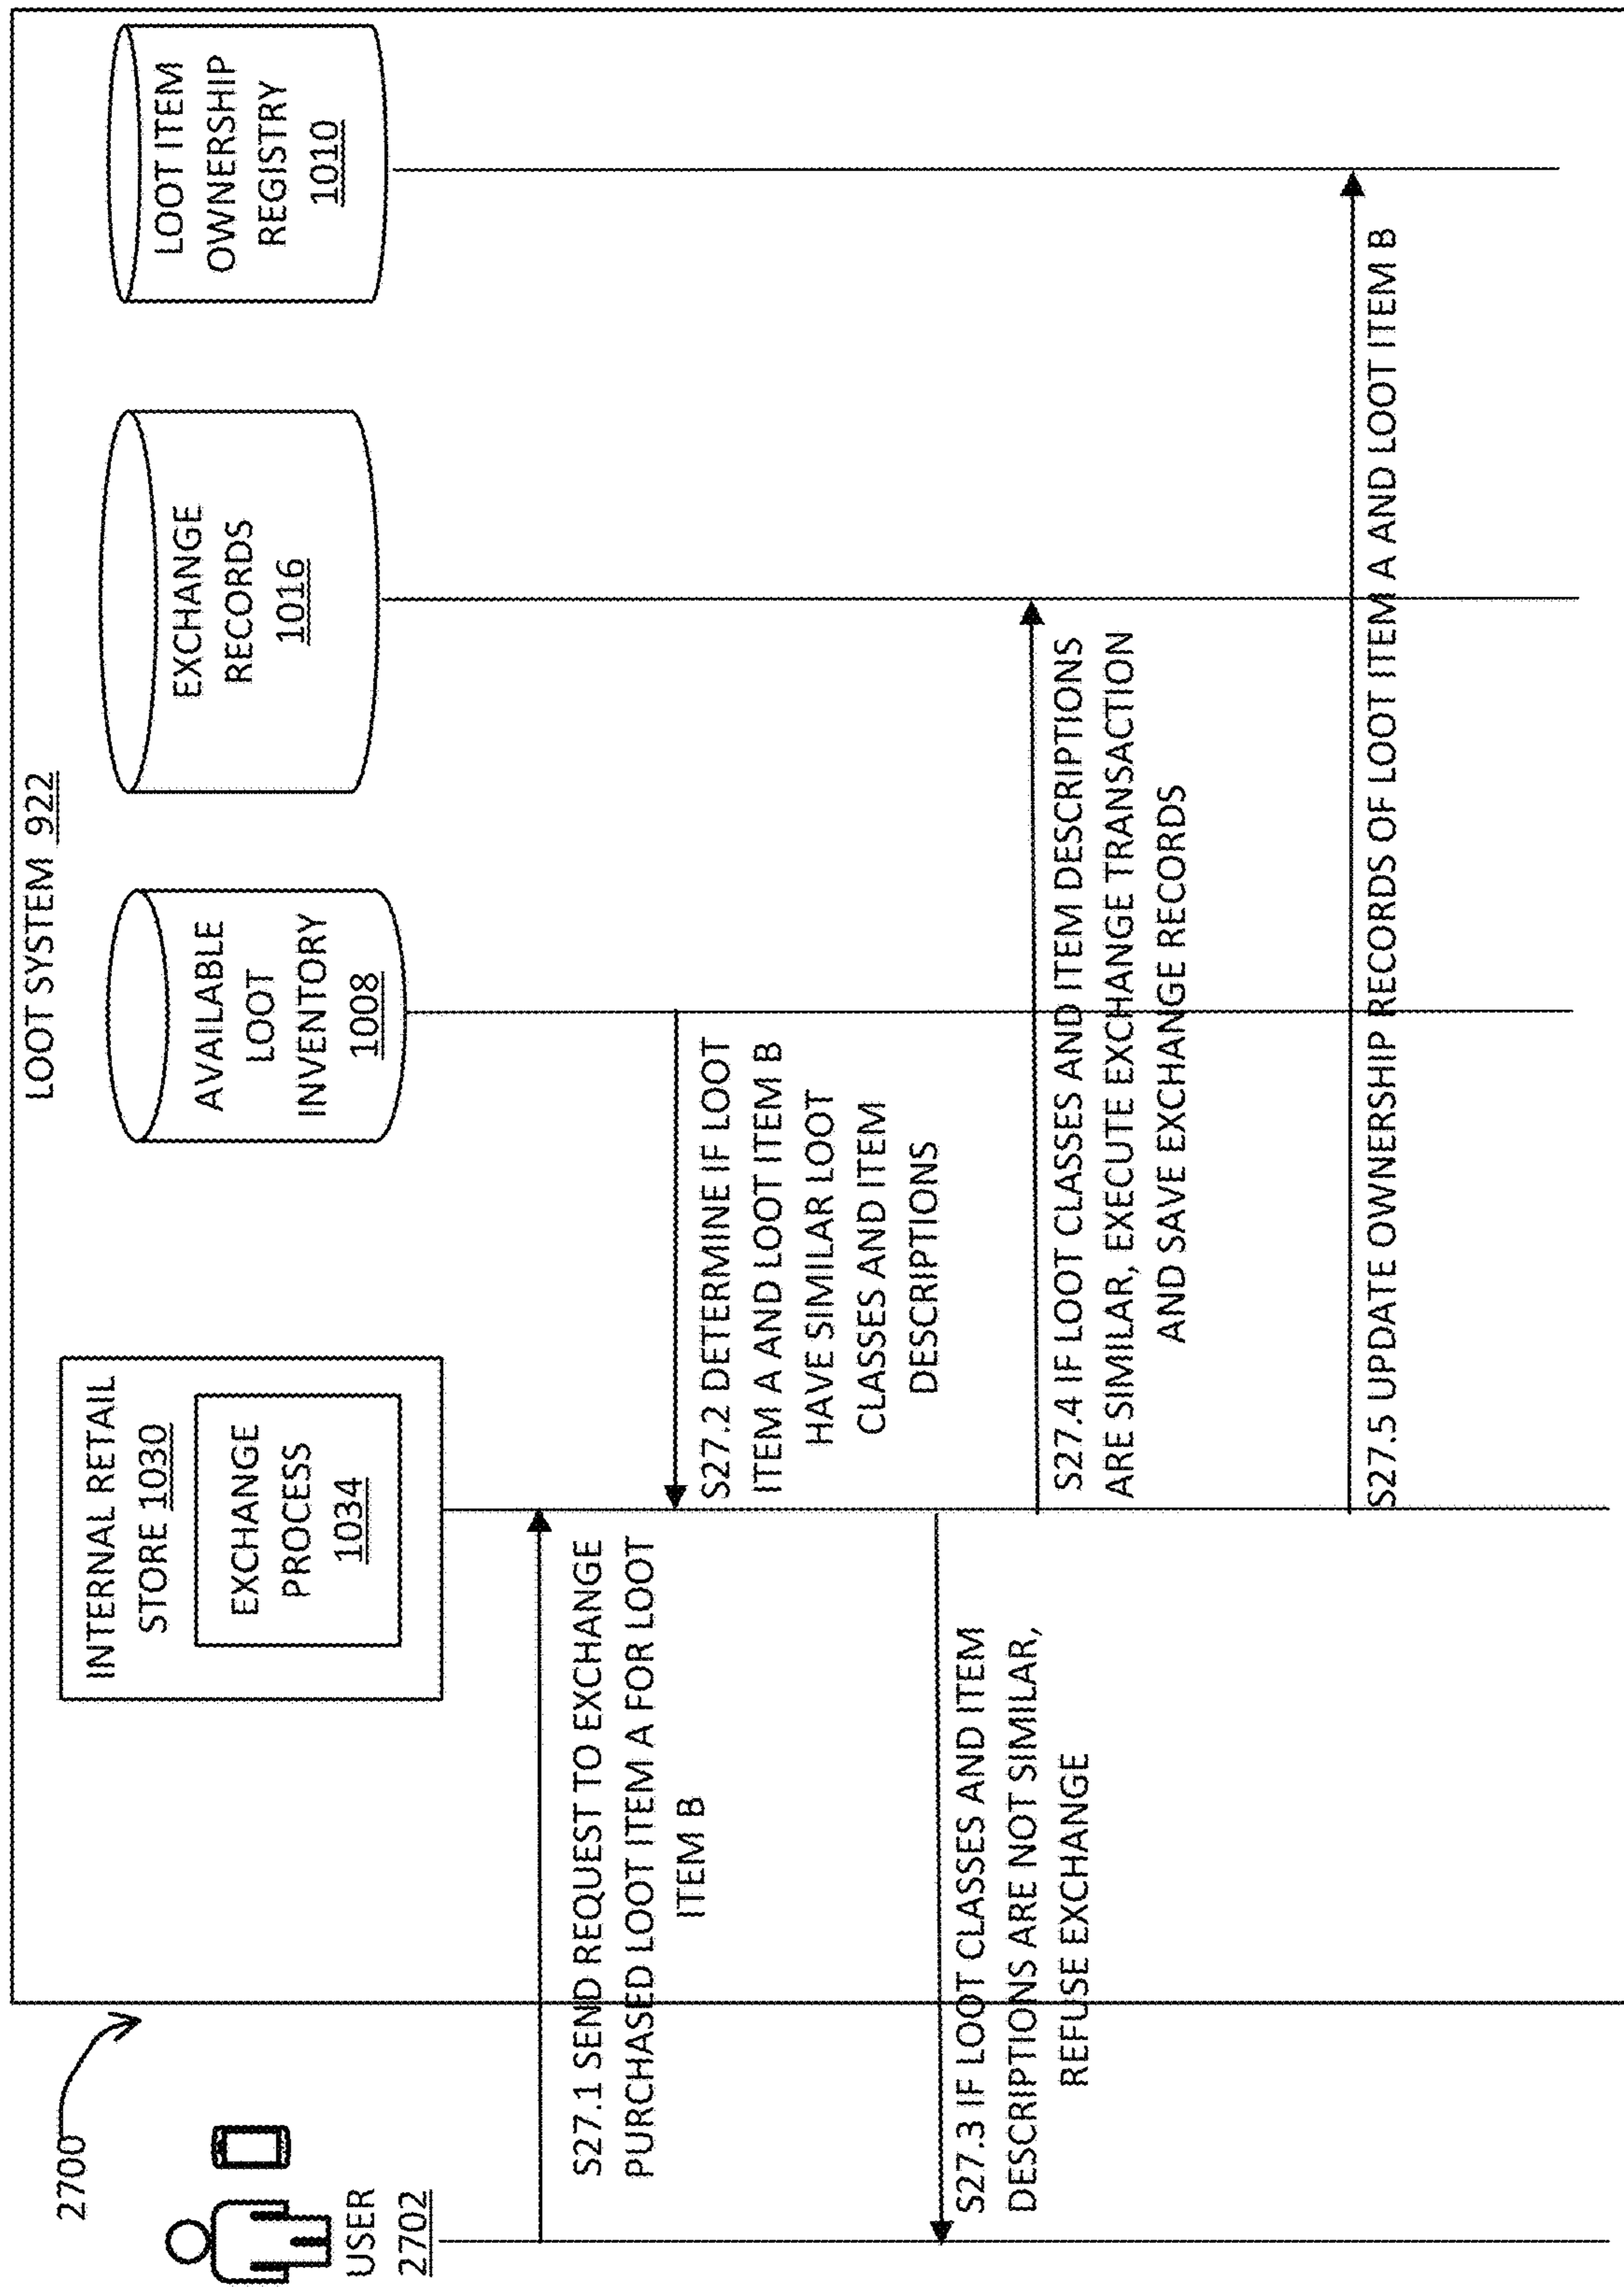 2700
LOOT SYSTEM 922
USER
2702
INTERNAL RETAIL
STORE 1030
EXCHANGE
PROCESS
1034
AVAILABLE
LOOT
INVENTORY
1008
EXCHANGE
RECORDS
1016
LOOT ITEM
OWNERSHIP
REGISTRY
1010
S27.1 SEND REQUEST TO EXCHANGE
PURCHASED LOOT ITEM A FOR LOOT
ITEM B
S27.2 DETERMINE IF LOOT
ITEM A AND LOOT ITEM B
HAVE SIMILAR LOOT
CLASSES AND ITEM
DESCRIPTIONS
S27.3 IF LOOT CLASSES AND ITEM
DESCRIPTIONS ARE NOT SIMILAR,
REFUSE EXCHANGE
S27.4 IF LOOT CLASSES AND ITEM DESCRIPTIONS
ARE SIMILAR, EXECUTE EXCHANGE TRANSACTION
AND SAVE EXCHANGE RECORDS
S27.5 UPDATE OWNERSHIP RECORDS OF LOOT ITEM A AND LOOT ITEM B